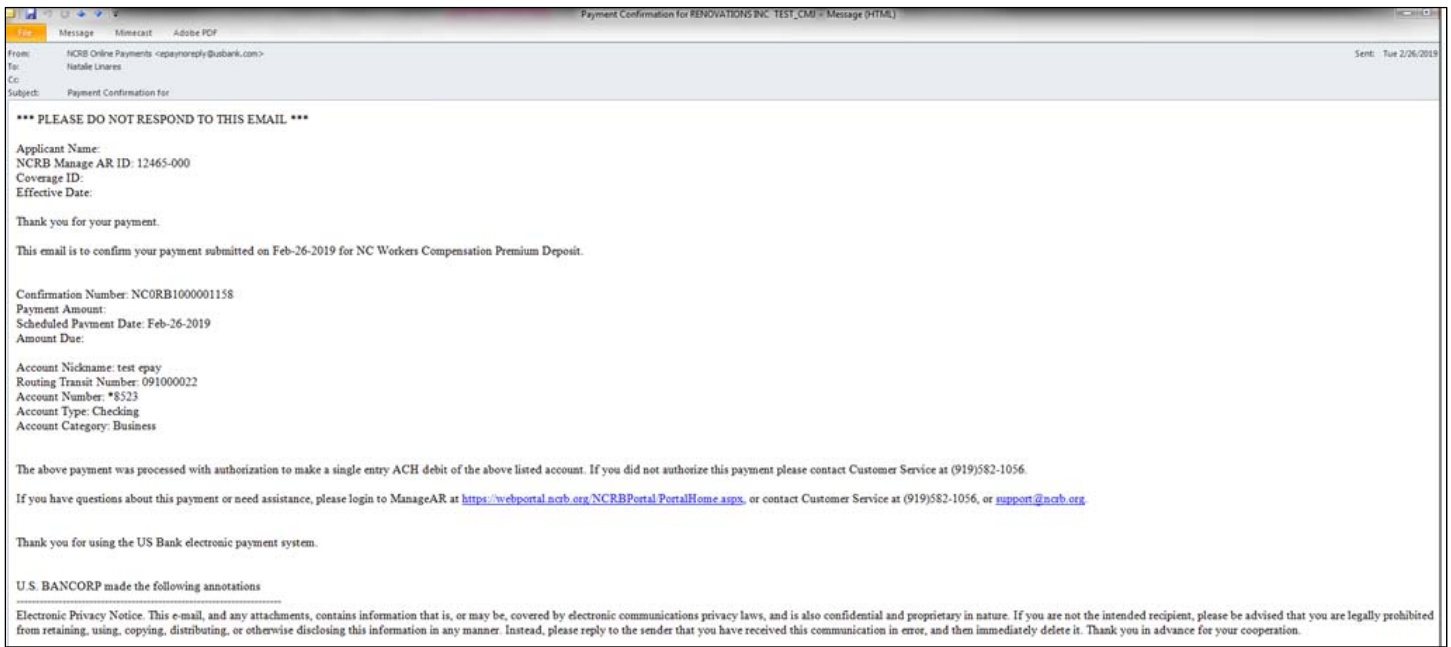 Payment Confirmation for RENOVATIONS INC TEST_CMJ - Message (HTML)
File Message Mimecast Adobe PDF
From: NCRB Online Payments <epaynoreply@usbank.com> Sent: Tue 2/26/2019
To: Natalie Linares
Cc:
Subject: Payment Confirmation for
*** PLEASE DO NOT RESPOND TO THIS EMAIL ***
Applicant Name:
NCRB Manage AR ID: 12465-000
Coverage ID:
Effective Date:
Thank you for your payment.
This email is to confirm your payment submitted on Feb-26-2019 for NC Workers Compensation Premium Deposit.
Confirmation Number: NC0RB1000001158
Payment Amount:
Scheduled Payment Date: Feb-26-2019
Amount Due:
Account Nickname: test epay
Routing Transit Number: 091000022
Account Number: *8523
Account Type: Checking
Account Category: Business
The above payment was processed with authorization to make a single entry ACH debit of the above listed account. If you did not authorize this payment please contact Customer Service at (919)582-1056.
If you have questions about this payment or need assistance, please login to ManageAR at https://webportal.ncrb.org/NCRBPortal/PortalHome.aspx, or contact Customer Service at (919)582-1056, or support@ncrb.org.
Thank you for using the US Bank electronic payment system.
U.S. BANCORP made the following annotations
---------------------------------------------------------------------
Electronic Privacy Notice. This e-mail, and any attachments, contains information that is, or may be, covered by electronic communications privacy laws, and is also confidential and proprietary in nature. If you are not the intended recipient, please be advised that you are legally prohibited
from retaining, using, copying, distributing, or otherwise disclosing this information in any manner. Instead, please reply to the sender that you have received this communication in error, and then immediately delete it. Thank you in advance for your cooperation.